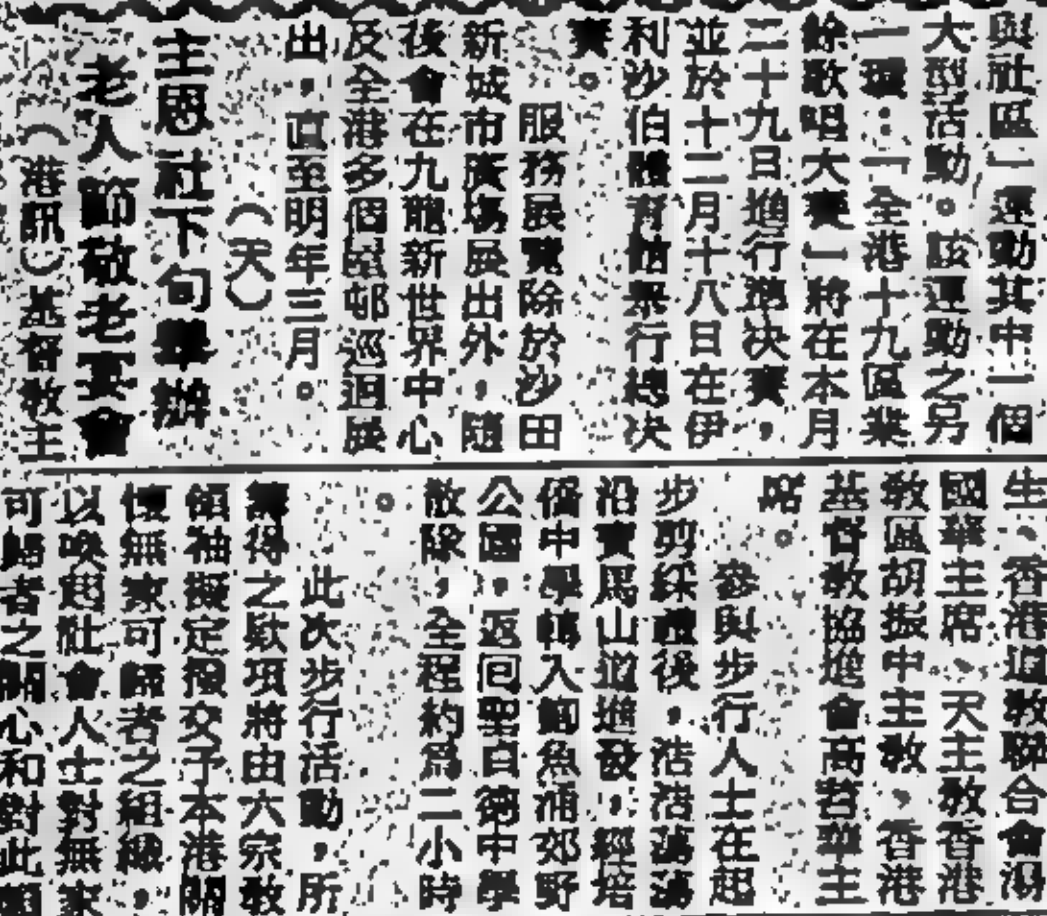 與社區」運動其中一個
大型活動。該運動之另
一環:「全港十九區業
餘歌唱大賽」將在本月
二十九日進行準决賽,
並於十二月十八日在伊
利沙伯體育館舉行總决
賽。
服務展覽除於沙田
新城市廣場展出外,隨
後會在九龍新世界中心
及全港多個屋邨巡迴展
出,直至明年三月。
(天)
主恩社下旬舉辦
老人節敬老宴會
(港訊)基督教主
生、香港道教聯合會湯
國華主席、天主教香港
教區胡振中主教,香港
基督教協進會高苕華主
席。
參與步行人士在起
步剪綵禮後,浩浩蕩蕩
沿寶馬山道進發,經培
僑中學轉入鰂魚涌郊野
公園,返回聖貞德中學
散隊,全程約爲二小時
。
此次步行活動,所
籌得之欵項將由六宗教
領袖擬定撥交予本港關
懷無家可歸者之組織,
以喚起社會人士對無家
可歸者之關心和對此